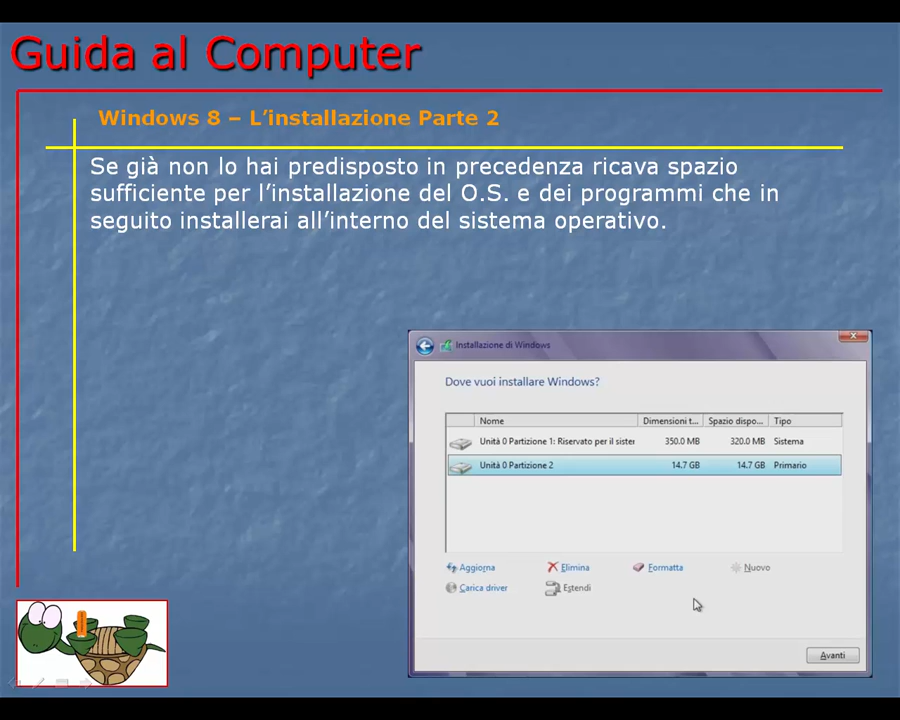 Guida al Computer
Windows 8 – L’installazione Parte 2
Se già non lo hai predisposto in precedenza ricava spazio
sufficiente per l’installazione del O.S. e dei programmi che in
seguito installerai all’interno del sistema operativo.
Installazione di Windows
Dove vuoi installare Windows?
Nome Dimensioni t... Spazio dispo... Tipo
Unità 0 Partizione 1: Riservato per il sister 350.0 MB 320.0 MB Sistema
Unità 0 Partizione 2 14.7 GB 14.7 GB Primario
Aggiorna Elimina Formatta Nuovo
Carica driver Estendi
Avanti